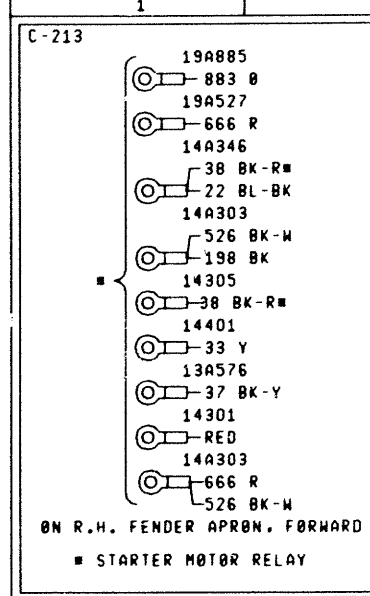 1
C-213
19A885
883 O
19A527
666 R
14A346
38 BK-R■
22 BL-BK
14A303
526 BK-W
198 BK
■
14305
38 BK-R■
14401
33 Y
13A576
37 BK-Y
14301
RED
14A303
666 R
526 BK-W
ON R.H. FENDER APRON, FORWARD
■ STARTER MOTOR RELAY